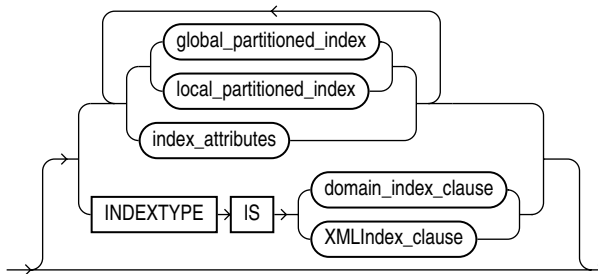 global_partitioned_index
local_partitioned_index
index_attributes
INDEXTYPE IS
domain_index_clause
XMLIndex_clause